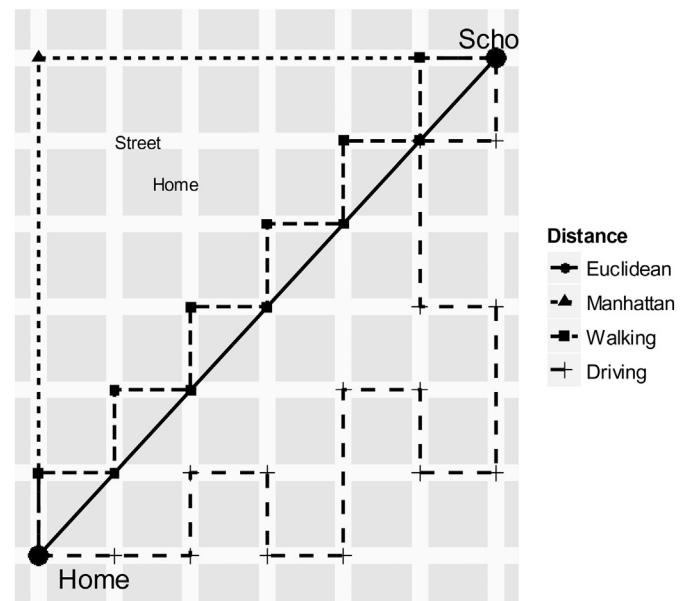 Scho
Street
Home
Distance
Euclidean
Manhattan
Walking
Driving
Home